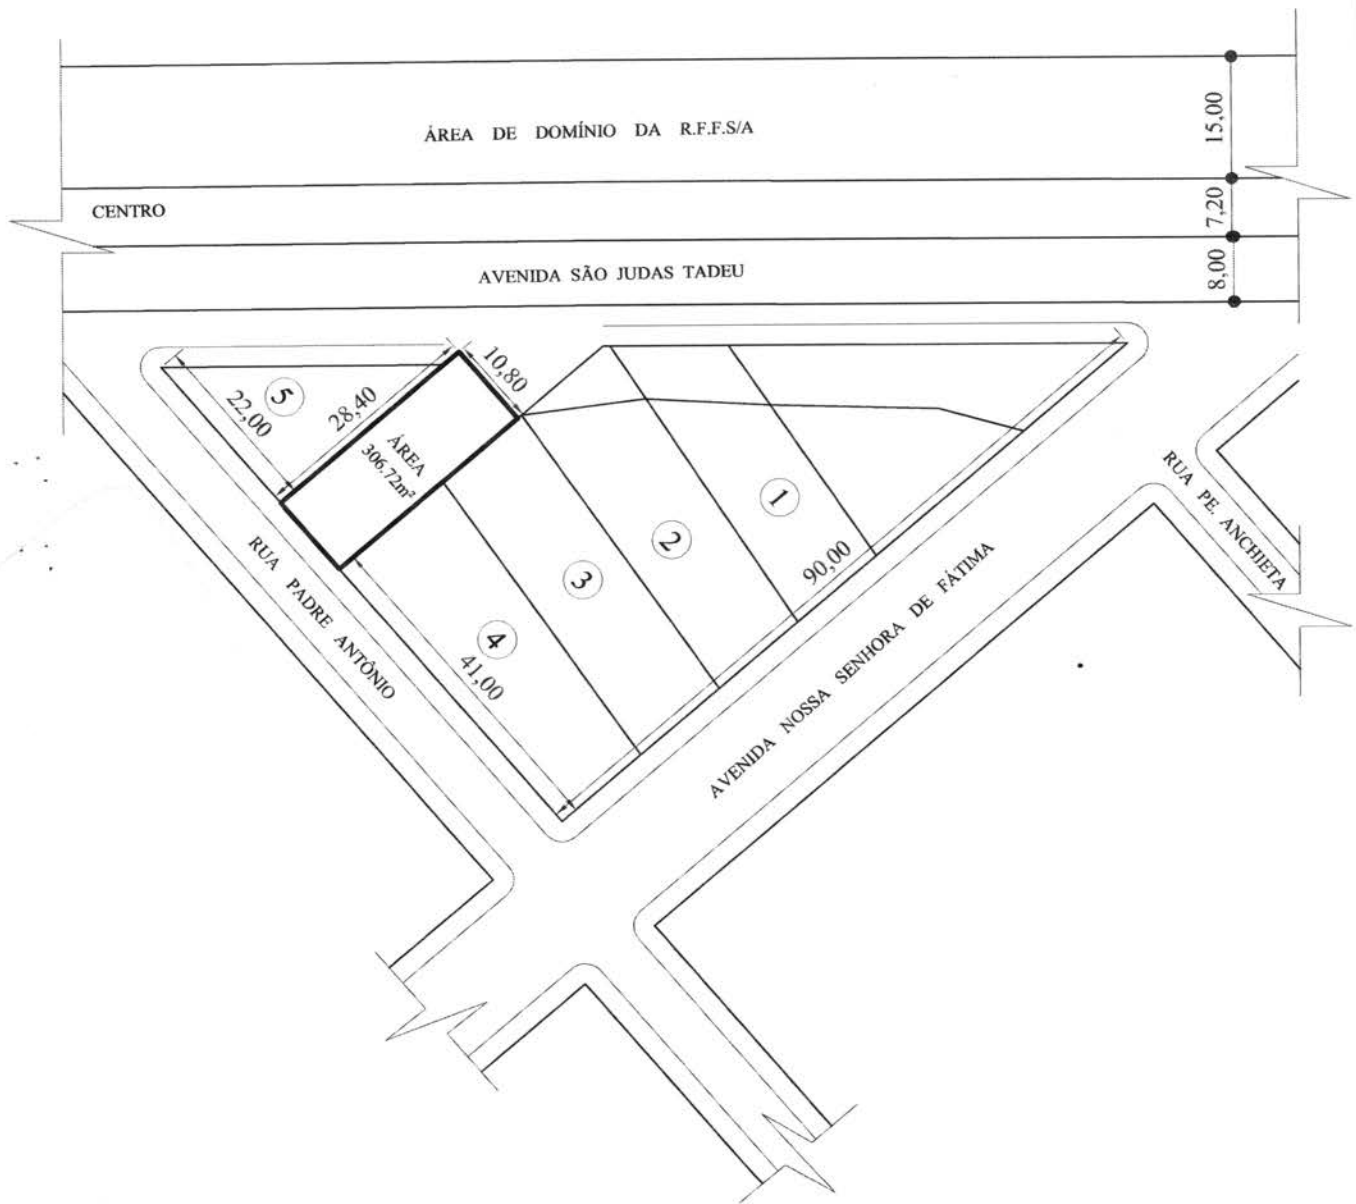 ÁREA DE DOMÍNIO DA R.F.F.S/A
15,00
CENTRO
7,20
AVENIDA SÃO JUDAS TADEU
8,00
10,80
5
22,00
28,40
ÁREA
306.72m²
1
2
3
4
90,00
41,00
RUA PADRE ANTÔNIO
AVENIDA NOSSA SENHORA DE FÁTIMA
RUA PE. ANCHIETA